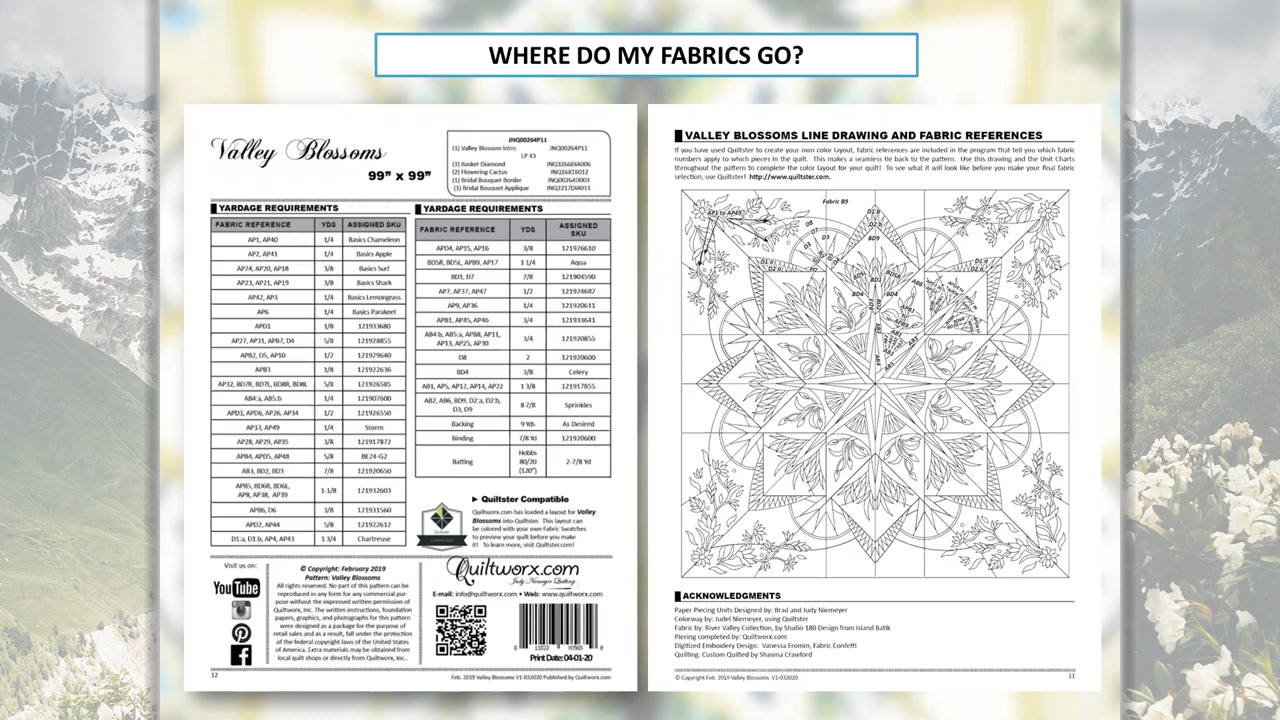 WHERE DO MY FABRICS GO?
Valley Blossoms
99” x 99”
JNQ00264P11
(1) Valley Blossom Intro JNQ00264P11
LP 43
(3) Basket Diamond JNQ3266EIA006
(2) Flowering Cactus JNQ16X16012
(1) Bridal Bouquet Border JNQ00264D003
(1) Bridal Bouquet Applique JNQ2217DIA011
YARDAGE REQUIREMENTS
FABRIC REFERENCE YDS ASSIGNED SKU
AP1, AP40 1/4 Basics Chameleon
AP2, AP41 1/4 Basics Apple
AP24, AP20, AP18 3/8 Basics Surf
AP23, AP21, AP19 3/8 Basics Shark
AP42, AP3 1/4 Basics Lemongrass
AP6 1/4 Basics Parakeet
APD1 1/8 121933680
AP27, AP31, APB7, D4 5/8 121928855
APB2, D5, AP10 1/2 121929640
APB3 1/8 121922636
AP32, BD7R, BD7L, BD8R, BD8L 5/8 121926585
AB4:a, AB5:b 1/4 121907600
APD3, APD6, AP26, AP34 1/2 121926550
AP33, AP49 1/4 Storm
AP28, AP29, AP35 3/8 121917872
APB4, APD5, AP48 5/8 BE24-G2
AB3, BD2, BD3 7/8 121920650
APB5, BD6R, BD6L,
AP8, AP38, AP39 1-1/8 121932603
APB6, D6 3/8 121931560
APD2, AP44 5/8 121922612
D1:a, D1:b, AP4, AP43 1 3/4 Chartreuse
YARDAGE REQUIREMENTS
FABRIC REFERENCE YDS ASSIGNED SKU
APD4, AP15, AP16 3/8 121926610
BD5R, BD5L, APB9, AP17 1 1/4 Aqua
BD1, D7 7/8 121904590
AP7, AP37, AP47 1/2 121924687
AP9, AP36 1/4 121920611
APB1, AP45, AP46 3/4 121933641
AB4:b, AB5:a, APB8, AP11,
AP13, AP25, AP30 3/4 121920855
D8 2 121920600
BD4 3/8 Celery
AB1, AP5, AP12, AP14, AP22 1 3/8 121917855
AB2, AB6, BD9, D2:a, D2:b,
D3, D9 8 7/8 Sprinkles
Backing 9 Yds As Desired
Binding 7/8 Yd 121920600
Batting Hobbs 80/20 (120") 2-7/8 Yd
Quiltster Compatible
Quiltworx.com has loaded a layout for Valley
Blossoms into Quiltster. This layout can
be colored with your own Fabric Swatches
to preview your quilt before you make
it! To learn more, visit Quiltster.com!
Visit us on:
YouTube
© Copyright: February 2019
Pattern: Valley Blossoms
All rights reserved. No part of this pattern can be
reproduced in any form for any commercial pur-
pose without the expressed written permission of
Quiltworx, Inc. The written instructions, foundation
papers, graphics, and photographs for this pattern
were designed as a package for the purpose of
retail sales and as a result, fall under the protection
of the federal copyright laws of the United States
of America. Extra materials may be obtained from
local quilt shops or directly from Quiltworx, Inc..
Quiltworx.com
Judy Niemeyer Quilting
E-mail: info@quiltworx.com • Web: www.quiltworx.com
Print Date: 04-01-20
12
Feb. 2019 Valley Blossoms V1-032020 Published by Quiltworx.com
VALLEY BLOSSOMS LINE DRAWING AND FABRIC REFERENCES
If you have used Quiltster to create your own color layout, fabric references are included in the program that tell you which fabric
numbers apply to which pieces in the quilt. This makes a seamless tie back to the pattern. Use this drawing and the Unit Charts
throughout the pattern to complete the color layout for your quilt! To see what it will look like before you make your final fabric
selection, use Quiltster! http://www.quiltster.com.
Fabric B9
AP1 to AP49
D1:b
D2:b
BD9
D3
BD1
BD4
BD4
ACKNOWLEDGMENTS
Paper Piecing Units Designed by: Brad and Judy Niemeyer
Colorway by: Judel Niemeyer, using Quiltster
Fabric by: River Valley Collection, by Studio 180 Design from Island Batik
Piecing completed by: Quiltworx.com
Digitized Embroidery Design: Vanessa Fromm, Fabric Confetti
Quilting: Custom Quilted by Shasma Crawford
© Copyright Feb. 2019 Valley Blossoms V1-032020
11